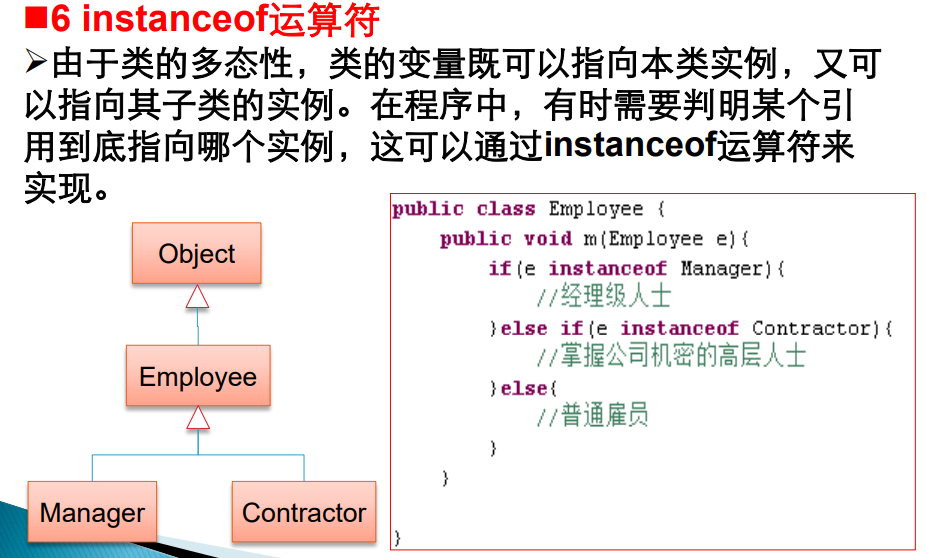 ■6 instanceof运算符
➢由于类的多态性，类的变量既可以指向本类实例，又可
以指向其子类的实例。在程序中，有时需要判明某个引
用到底指向哪个实例，这可以通过instanceof运算符来
实现。
Object
Employee
Manager
Contractor
public class Employee {
    public void m(Employee e){
        if(e instanceof Manager){
            //经理级人士
        }else if(e instanceof Contractor){
            //掌握公司机密的高层人士
        }else{
            //普通雇员
        }
    }
}